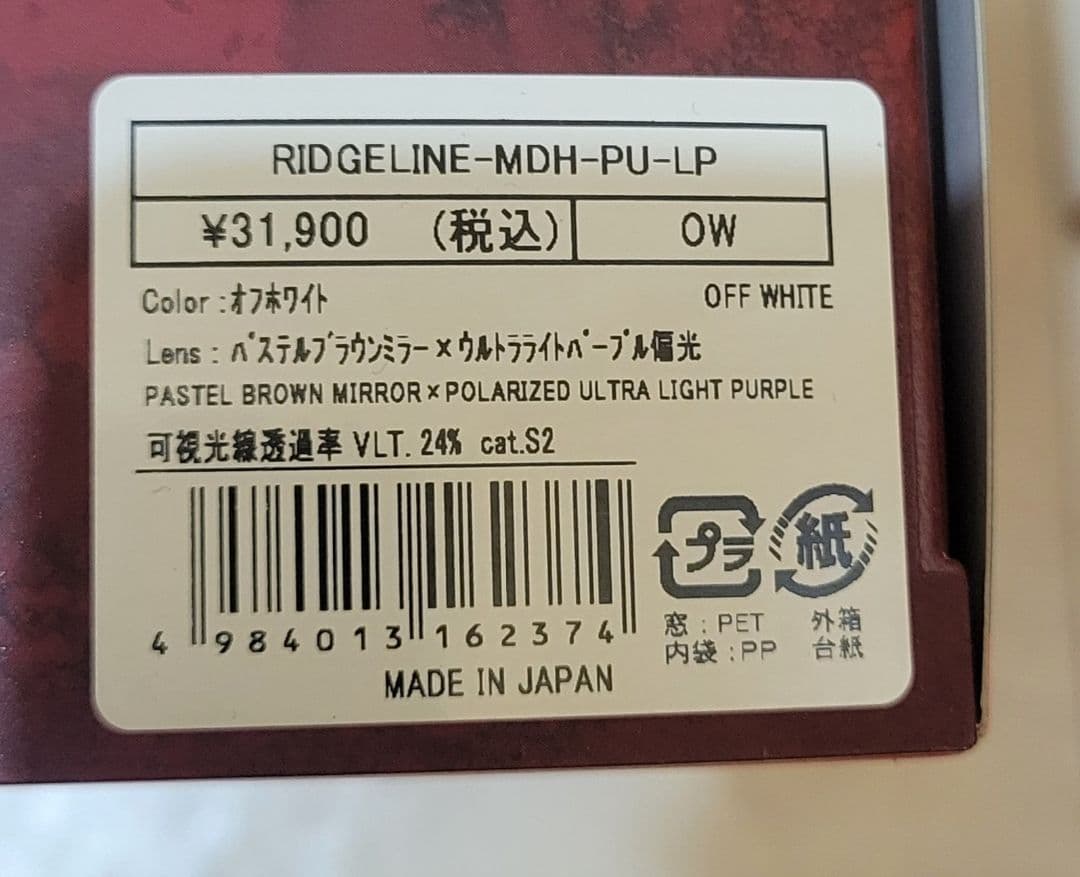 RIDGELINE-MDH-PU-LP
¥31,900 (税込) OW
Color :オフホワイト OFF WHITE
Lens : パステルブラウンミラー×ウルトラライトパープル偏光
PASTEL BROWN MIRROR×POLARIZED ULTRA LIGHT PURPLE
可視光線透過率 VLT. 24% cat.S2
4 984013 162374
MADE IN JAPAN
プラ 紙
窓 : PET 外箱
内袋 : PP 台紙